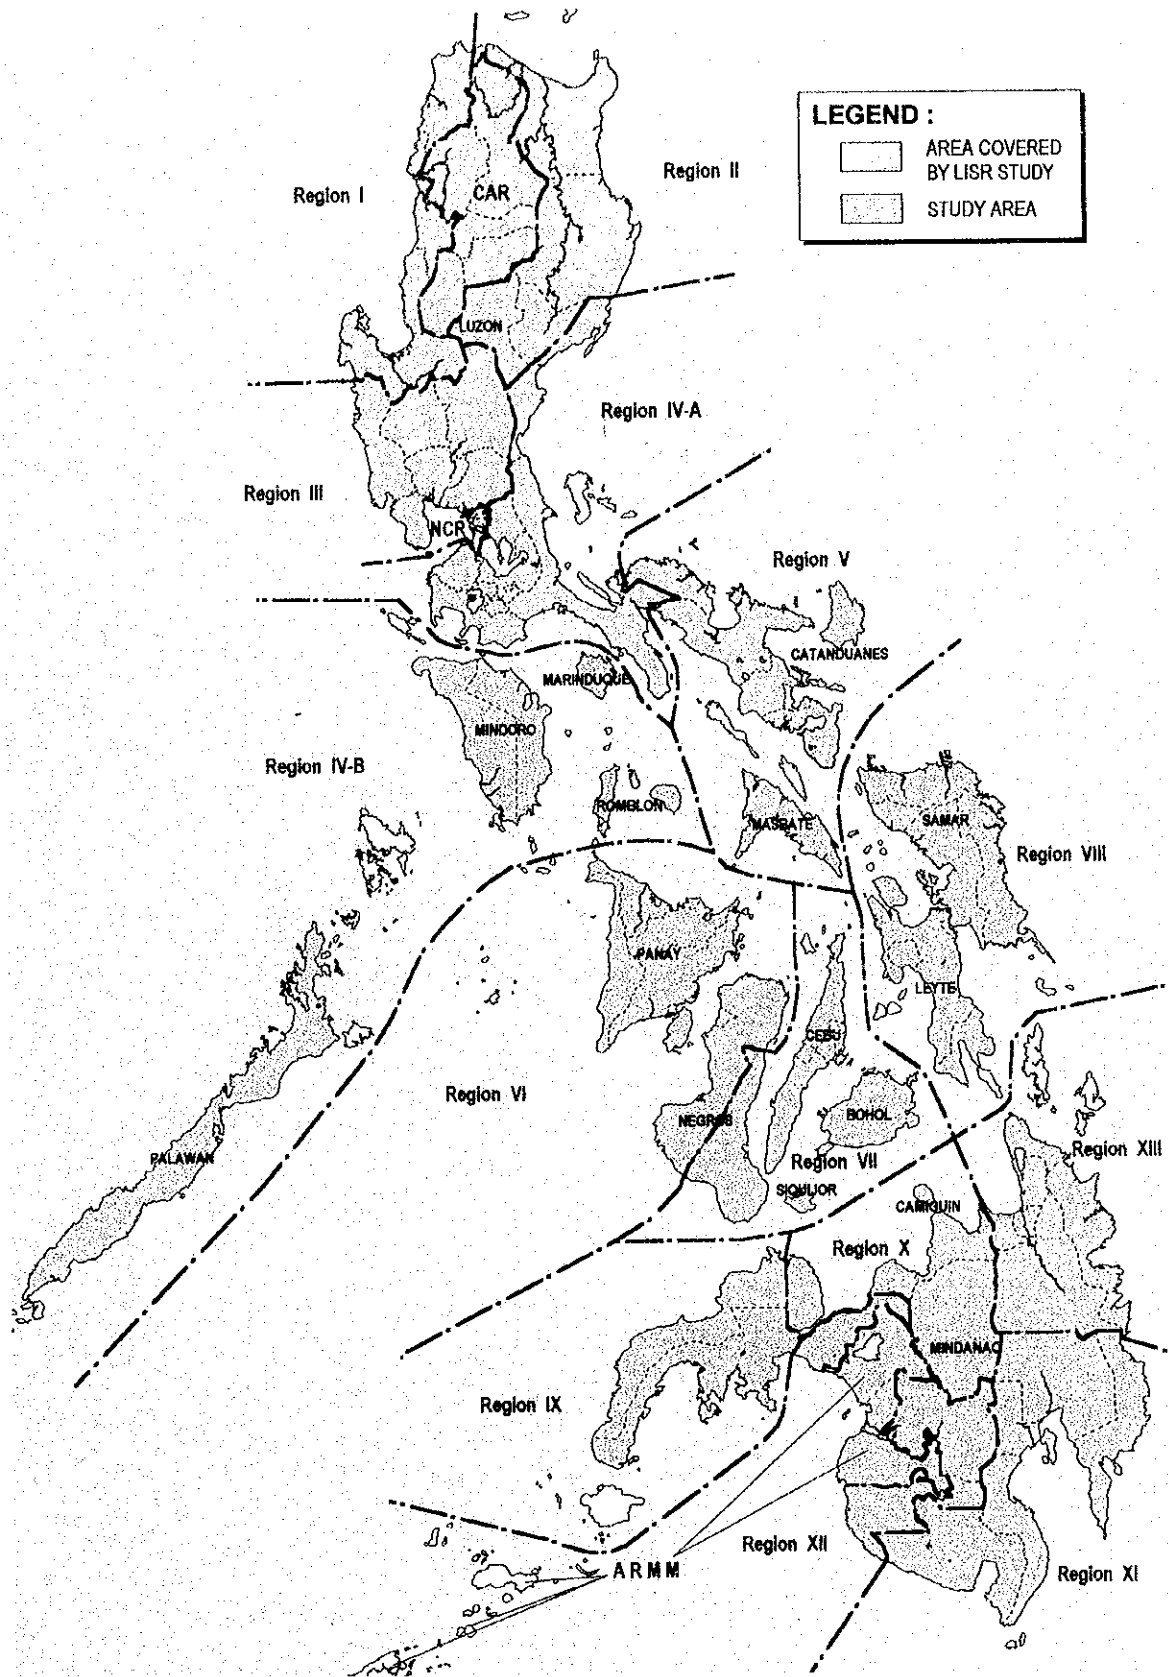 LEGEND :
AREA COVERED
BY LISR STUDY
STUDY AREA
Region II
Region I
CAR
LUZON
Region IV-A
Region III
NCR
Region V
CATANDUANES
MARINDUQUE
MINDORO
Region IV-B
ROMBLON
MASBATE
SAMAR
Region VIII
PANAY
LEYTE
CEBU
Region VI
NEGROS
BOHOL
PALAWAN
Region VII
Region XIII
SIQUIJOR
CAMIGUIN
Region X
MINDANAO
Region IX
Region XII
ARMM
Region XI